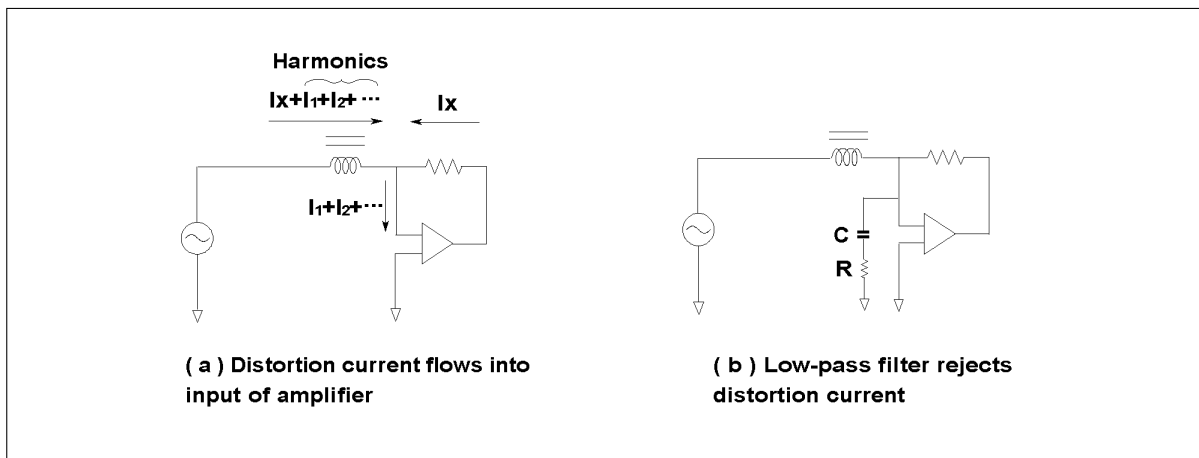 Harmonics
Ix+I₁+I₂+ ···
Ix
I₁+I₂+ ···
( a ) Distortion current flows into
input of amplifier
C
R
( b ) Low-pass filter rejects
distortion current